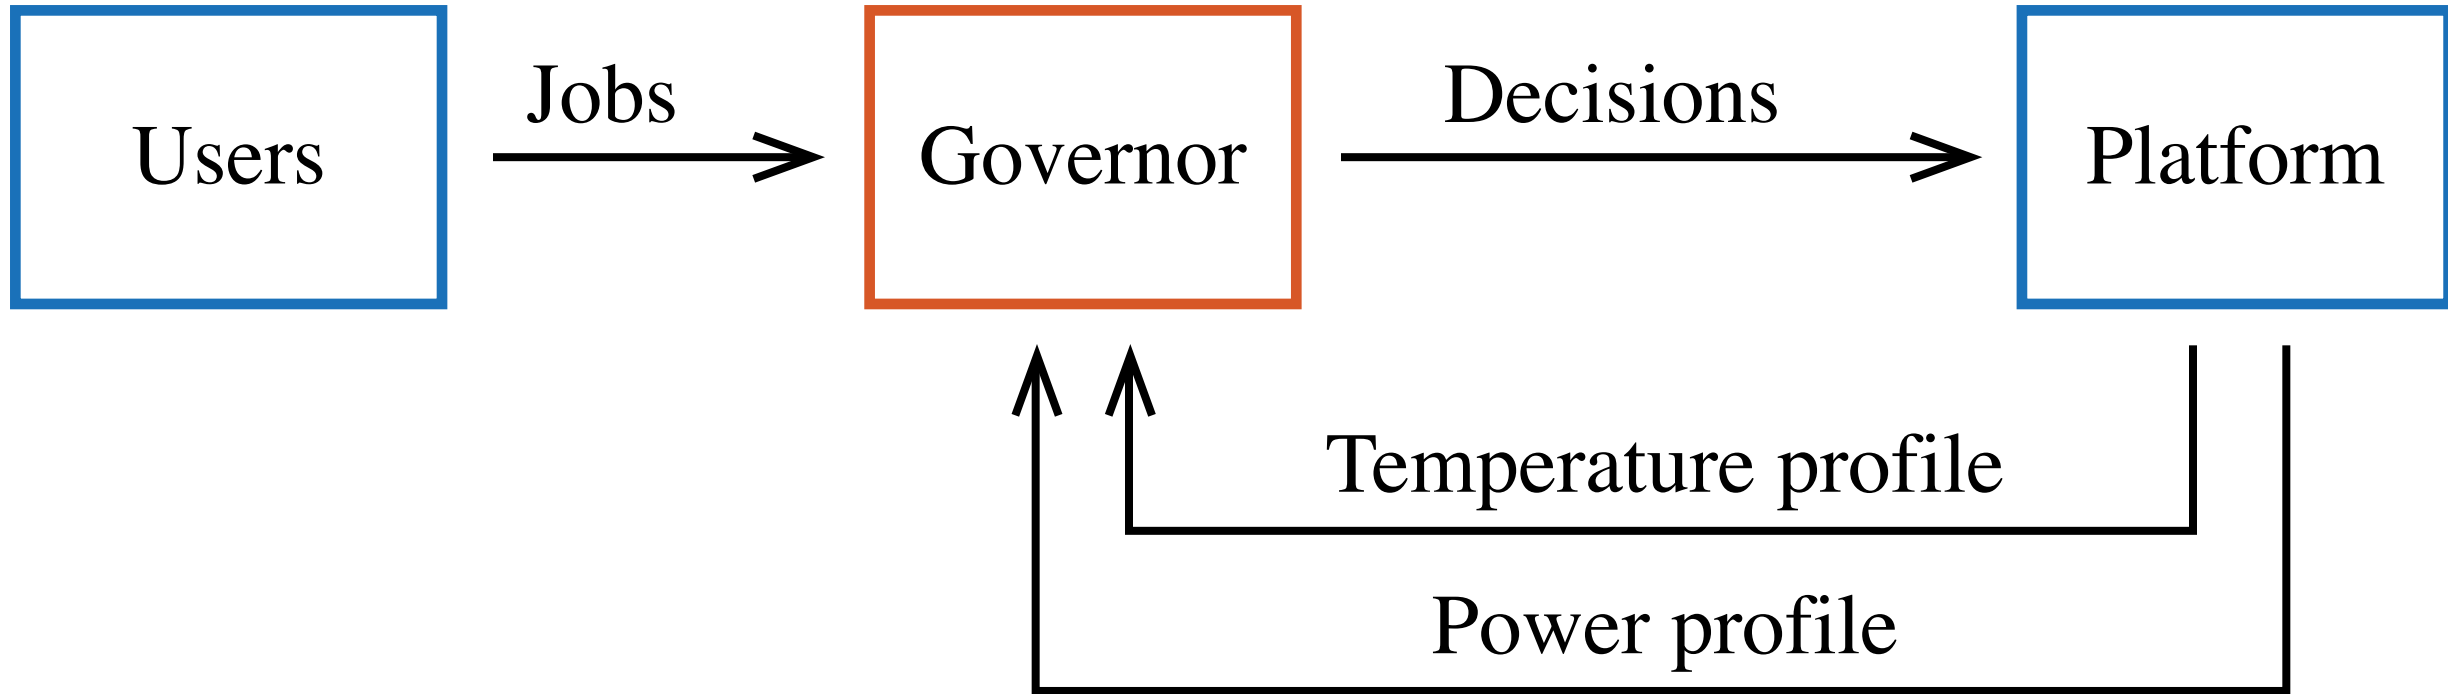 Users
Jobs
Governor
Decisions
Platform
Temperature profile
Power profile